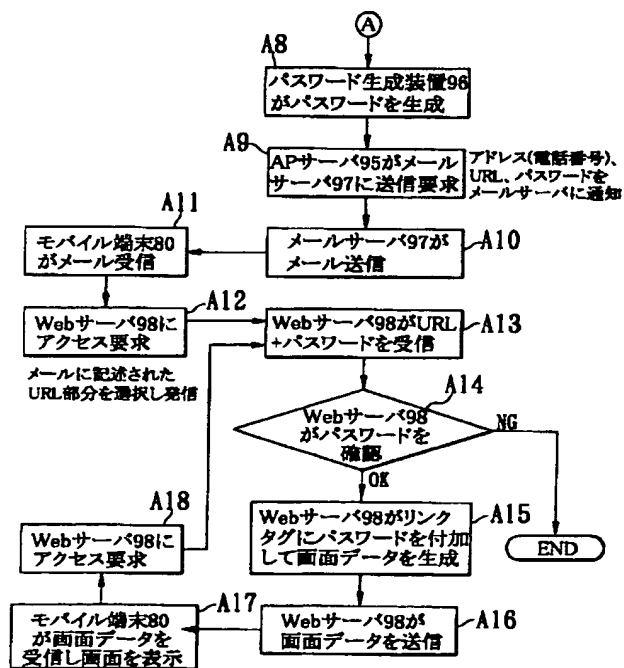 A
A8
パスワード生成装置96
がパスワードを生成
A9
APサーバ95がメール
サーバ97に送信要求
アドレス(電話番号)、
URL、パスワードを
メールサーバに通知
A11
モバイル端末80
がメール受信
メールサーバ97が
メール送信
A10
A12
Webサーバ98に
アクセス要求
メールに記述された
URL部分を選択し発信
Webサーバ98がURL
+パスワードを受信
A13
A14
Webサーバ98
がパスワードを
確認
NG
OK
A18
Webサーバ98に
アクセス要求
Webサーバ98がリンク
タグにパスワードを付加
して画面データを生成
A15
END
A17
モバイル端末80
が画面データを
受信し画面を表示
Webサーバ98が
画面データを送信
A16